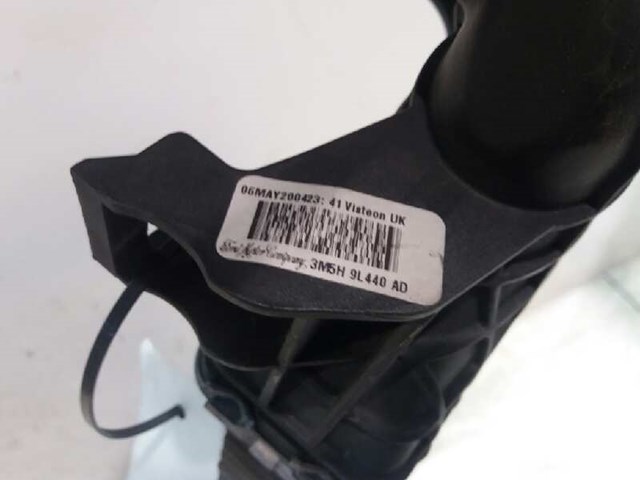 06MAY200423: 41 Visteon UK
Ford Motor Company. 3M5H 9L440 AD